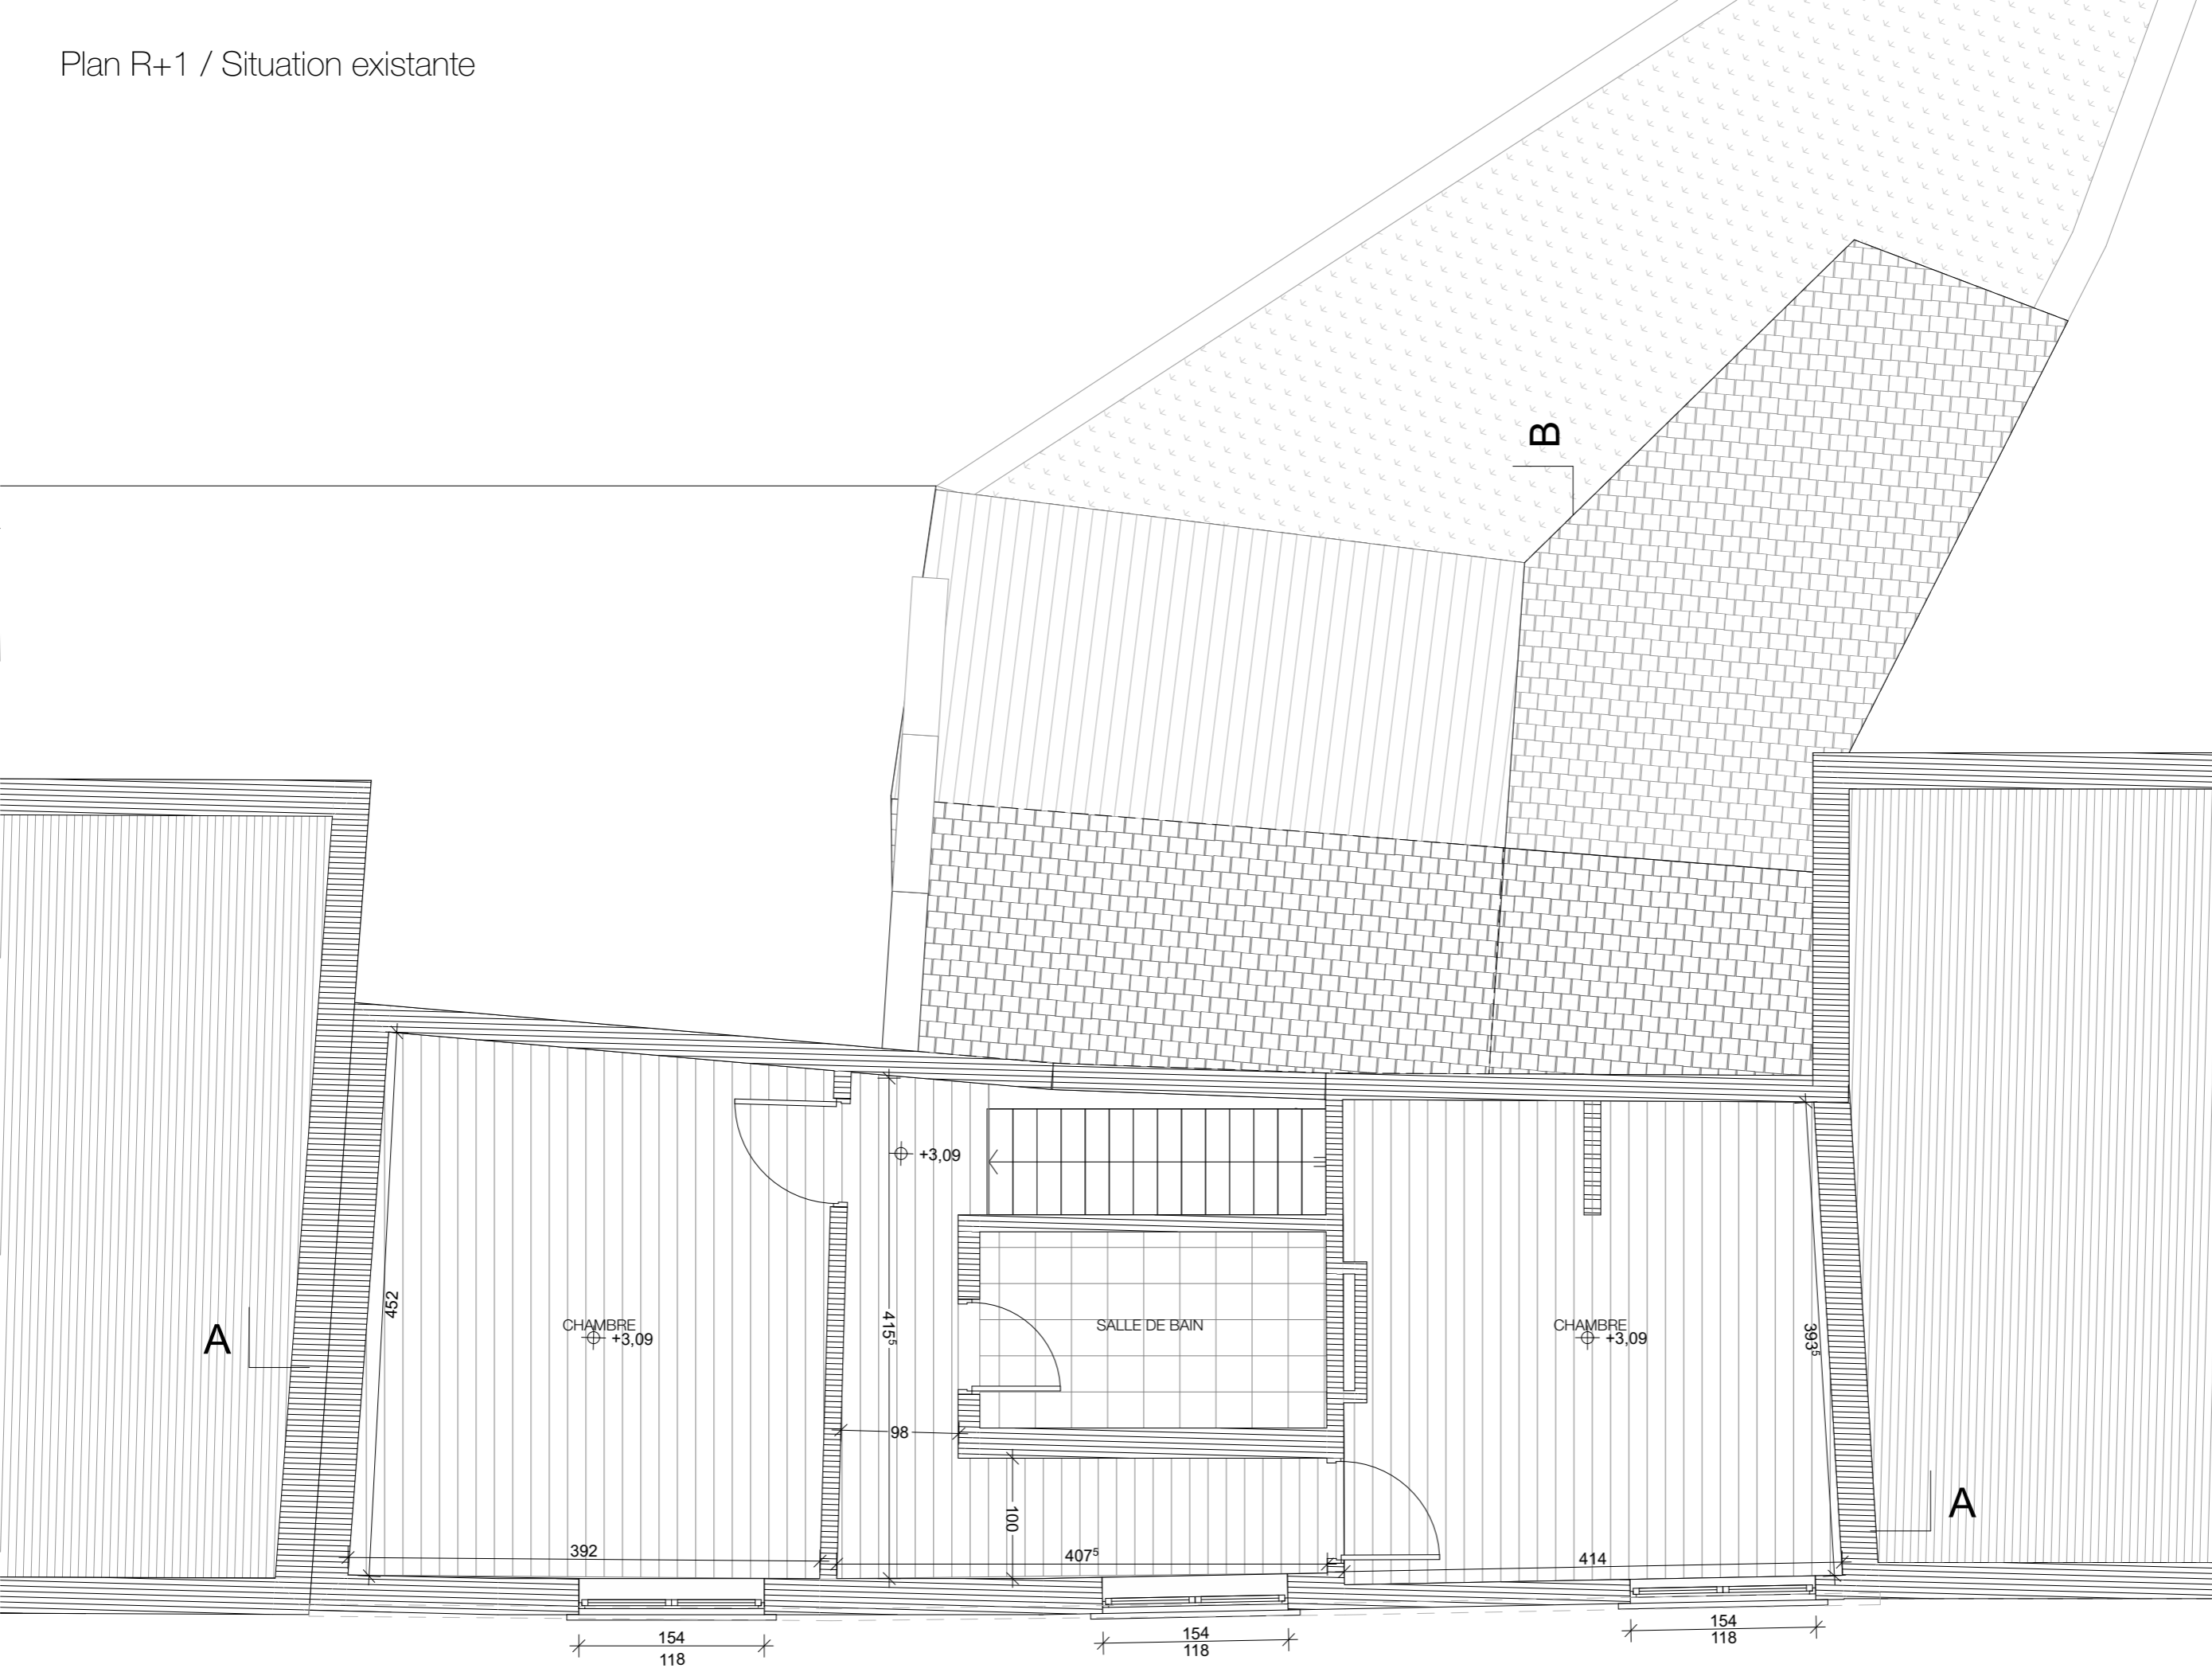 Plan R+1 / Situation existante
B
+3,09
452
415⁵
CHAMBRE
+3,09
SALLE DE BAIN
CHAMBRE
+3,09
393⁵
A
98
A
100
392
407⁵
414
154
118
154
118
154
118